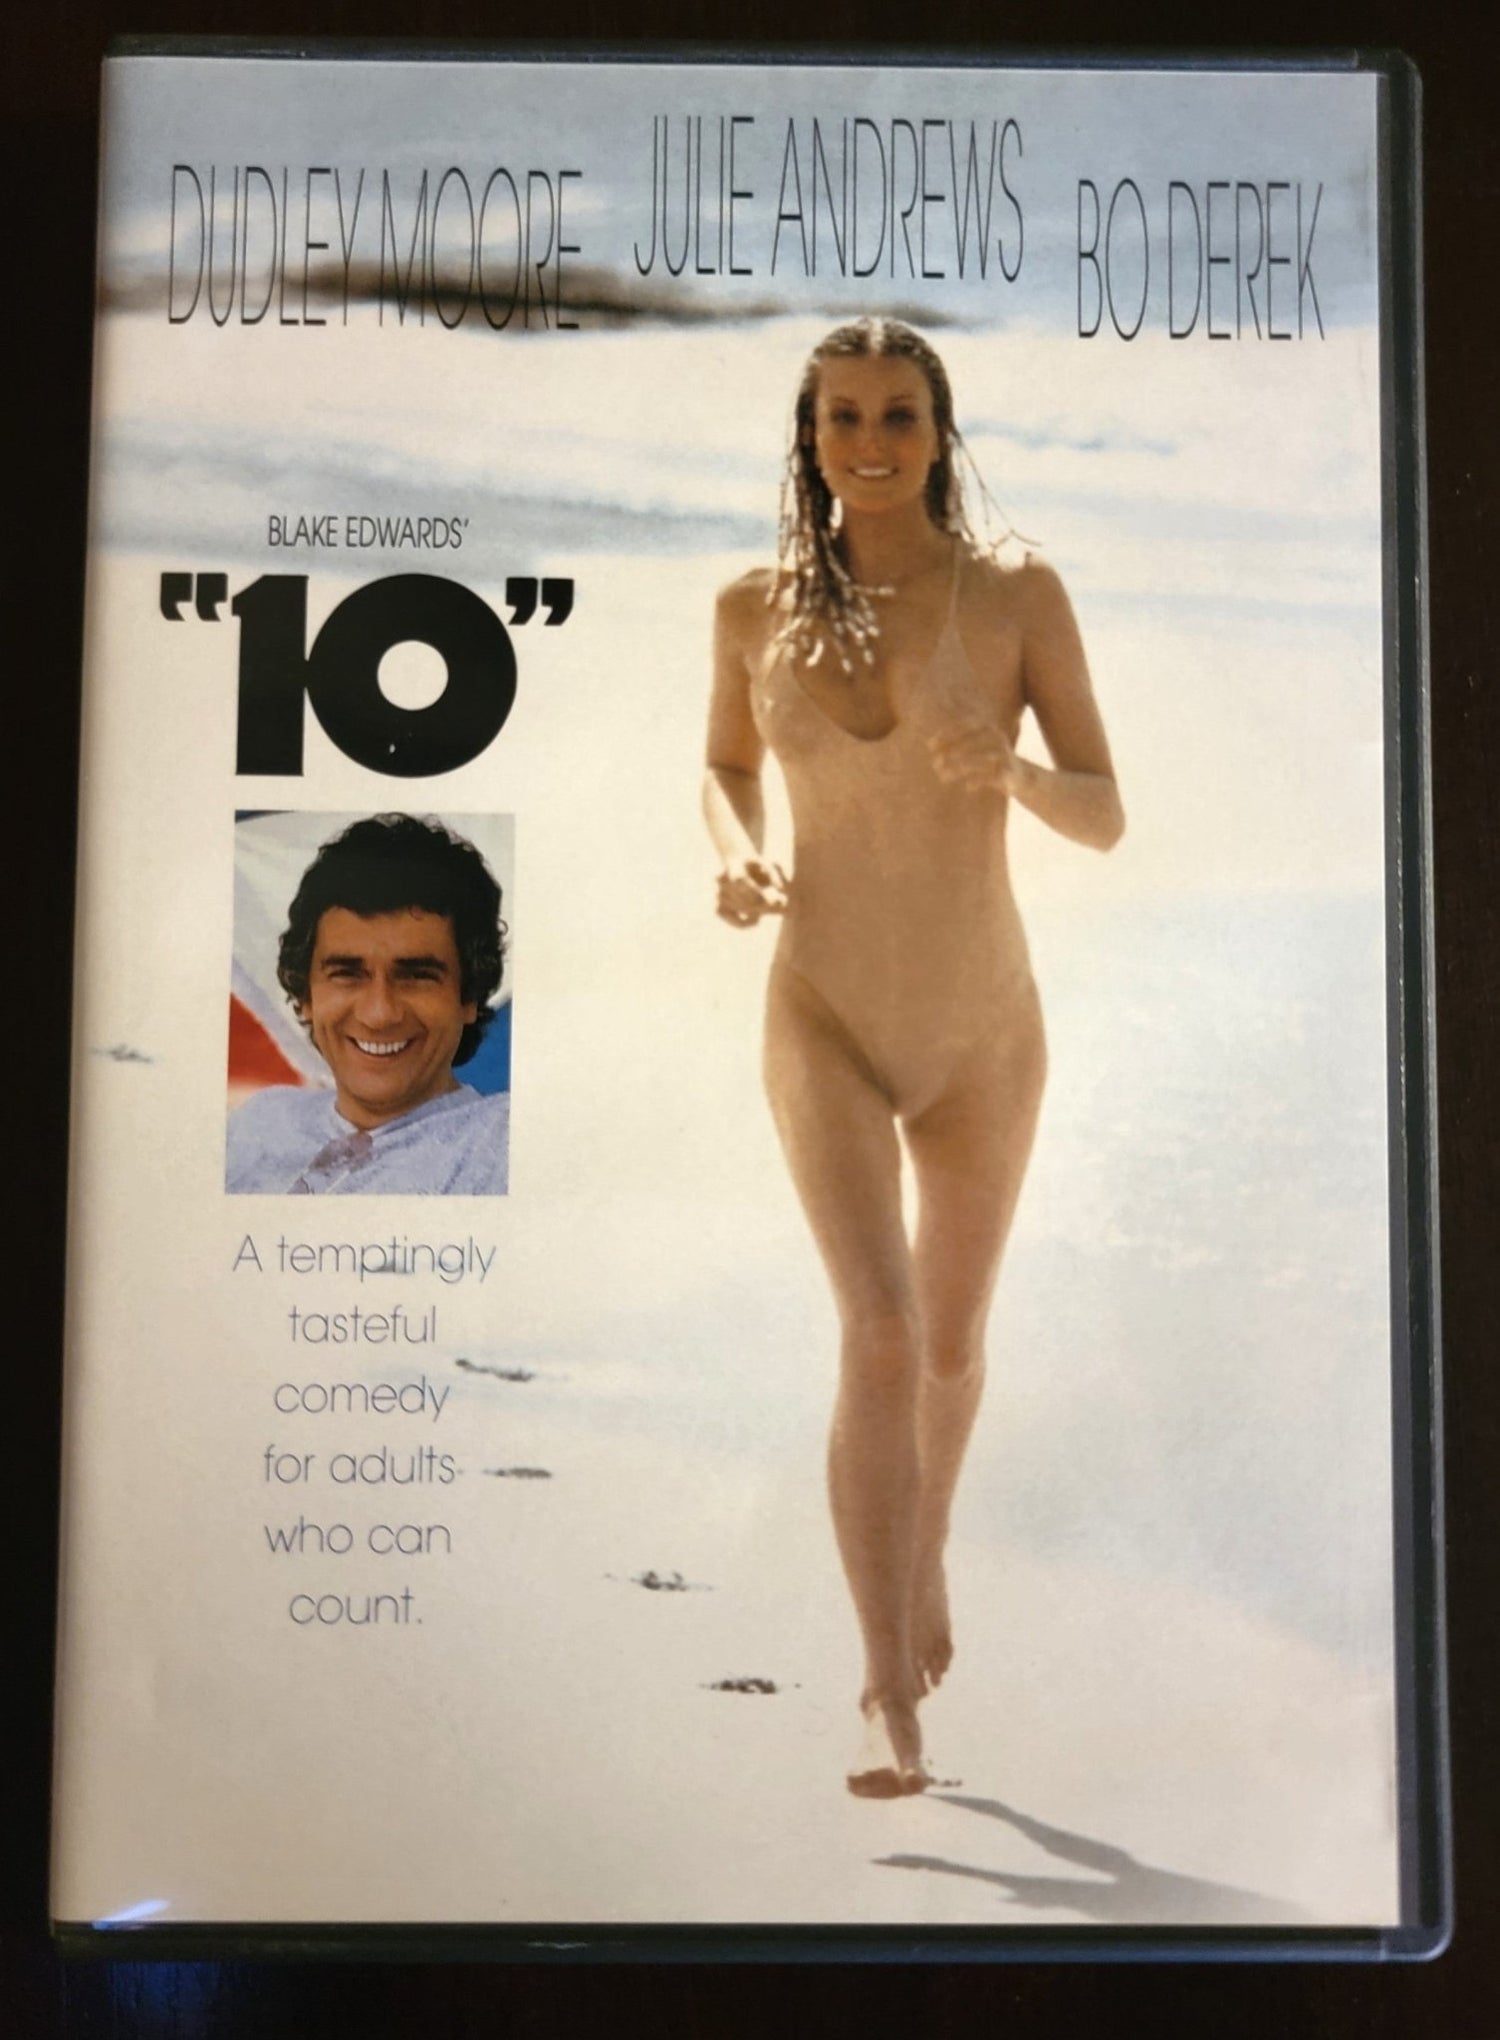 DUDLEY MOORE JULIE ANDREWS BO DEREK
BLAKE EDWARDS'
"10"
A temptingly
tasteful
comedy
for adults
who can
count.